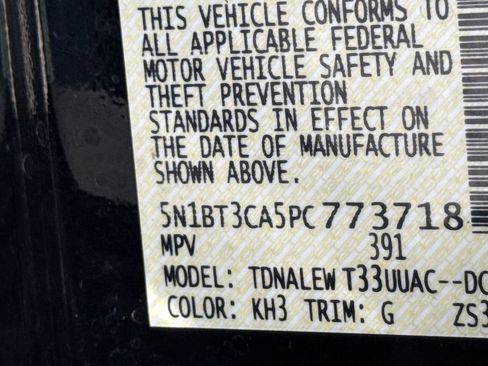 THIS VEHICLE CONFORMS TO
ALL APPLICABLE FEDERAL
MOTOR VEHICLE SAFETY AND
THEFT PREVENTION
STANDARDS IN EFFECT ON
THE DATE OF MANUFACTURE
SHOWN ABOVE.
5N1BT3CA5PC773718
MPV 391
MODEL: TDNALEW T33UUAC--DC
COLOR: KH3 TRIM: G ZS3